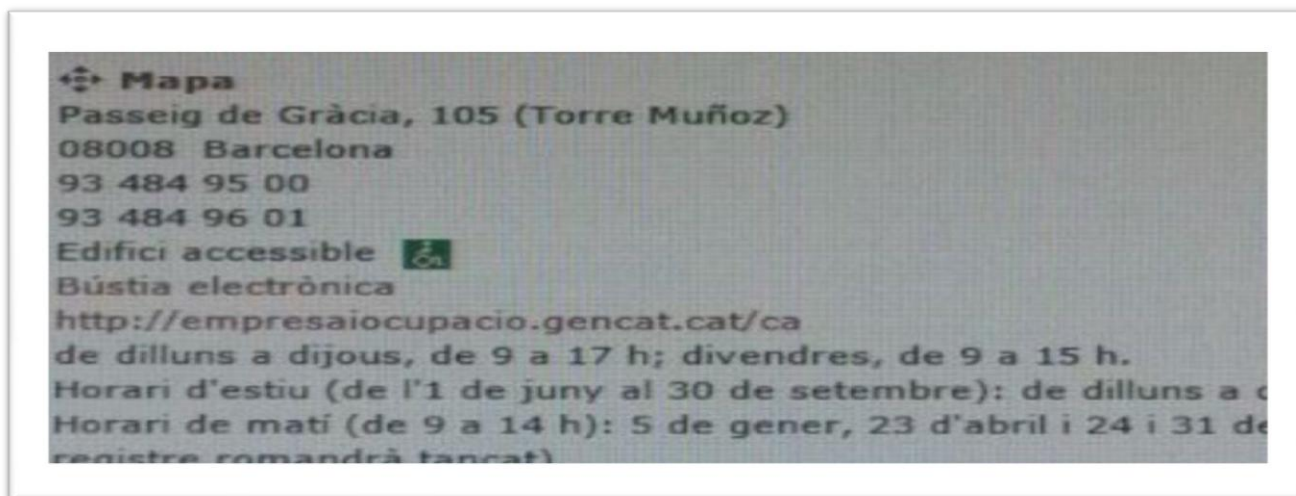 Mapa
Passeig de Gràcia, 105 (Torre Muñoz)
08008 Barcelona
93 484 95 00
93 484 96 01
Edifici accessible
Bústia electrònica
http://empresaiocupacio.gencat.cat/ca
de dilluns a dijous, de 9 a 17 h; divendres, de 9 a 15 h.
Horari d'estiu (de l'1 de juny al 30 de setembre): de dilluns a
Horari de matí (de 9 a 14 h): 5 de gener, 23 d'abril i 24 i 31 de
registre romandrà tancat)